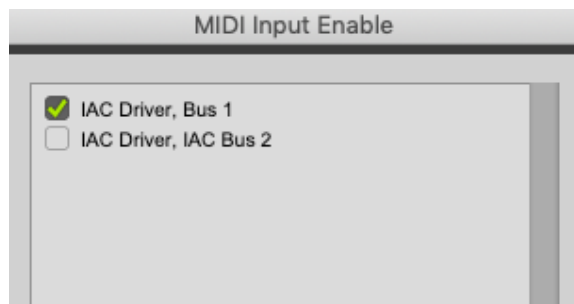 MIDI Input Enable
IAC Driver, Bus 1
IAC Driver, IAC Bus 2